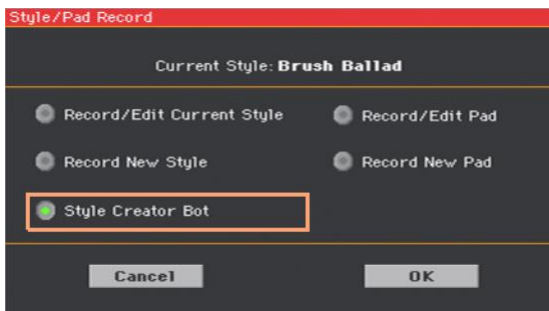 Style/Pad Record
Current Style: Brush Ballad
Record/Edit Current Style
Record/Edit Pad
Record New Style
Record New Pad
Style Creator Bot
Cancel
OK